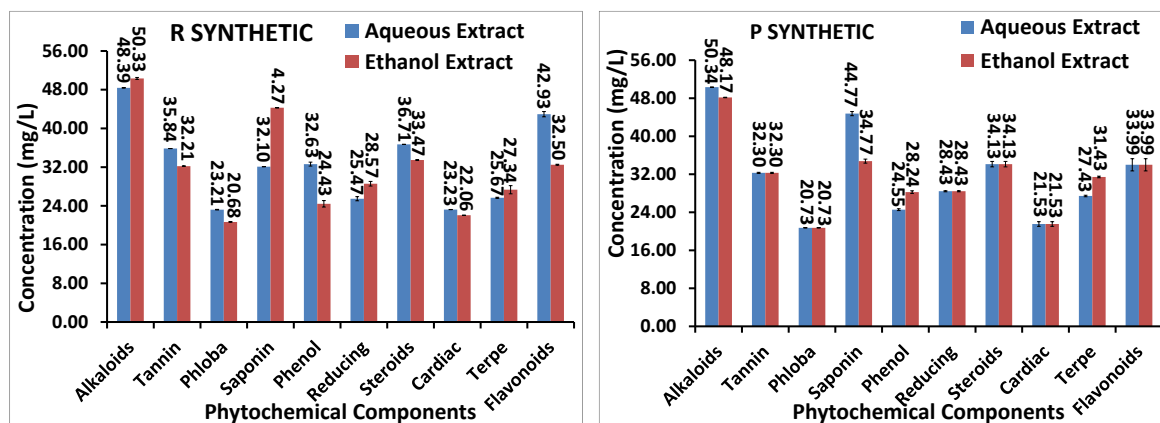 R SYNTHETIC
Aqueous Extract
Ethanol Extract
Concentration (mg/L)
56.00
48.00
40.00
32.00
24.00
16.00
8.00
0.00
48.39
50.33
35.84
32.21
23.21
20.68
32.10
4.27
32.63
24.43
25.47
28.57
36.71
33.47
23.23
22.06
25.67
27.34
42.93
32.50
Alkaloids
Tannin
Phloba
Saponin
Phenol
Reducing
Steroids
Cardiac
Terpe
Flavonoids
Phytochemical Components
P SYNTHETIC
Aqueous Extract
Ethanol Extract
Concentration (mg/L)
56.00
48.00
40.00
32.00
24.00
16.00
8.00
0.00
50.34
48.17
32.30
32.30
20.73
20.73
44.77
34.77
24.55
28.24
28.43
28.43
34.13
34.13
21.53
21.53
27.43
31.43
33.99
33.99
Alkaloids
Tannin
Phloba
Saponin
Phenol
Reducing
Steroids
Cardiac
Terpe
Flavonoids
Phytochemical Components